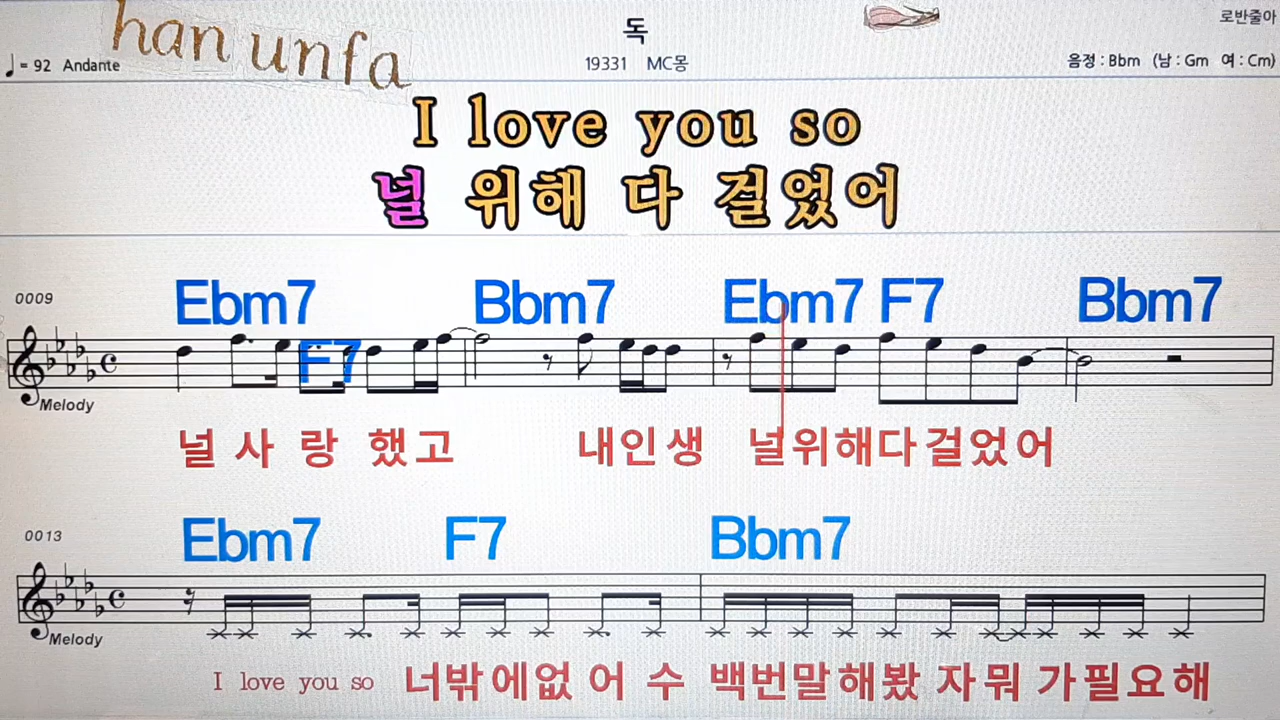 han unfa
독
로반줄아
♩= 92 Andante
19331 MC몽
음정 : Bbm (남 : Gm 여 : Cm)
I love you so
널 위해 다 걸었어
0009
Ebm7 F7 Bbm7 Ebm7 F7 Bbm7
Melody
널 사 랑 했고 내인생 널위해다걸었어
0013
Ebm7 F7 Bbm7
Melody
I love you so 너밖에없 어 수 백번말해봤 자뭐 가필요해